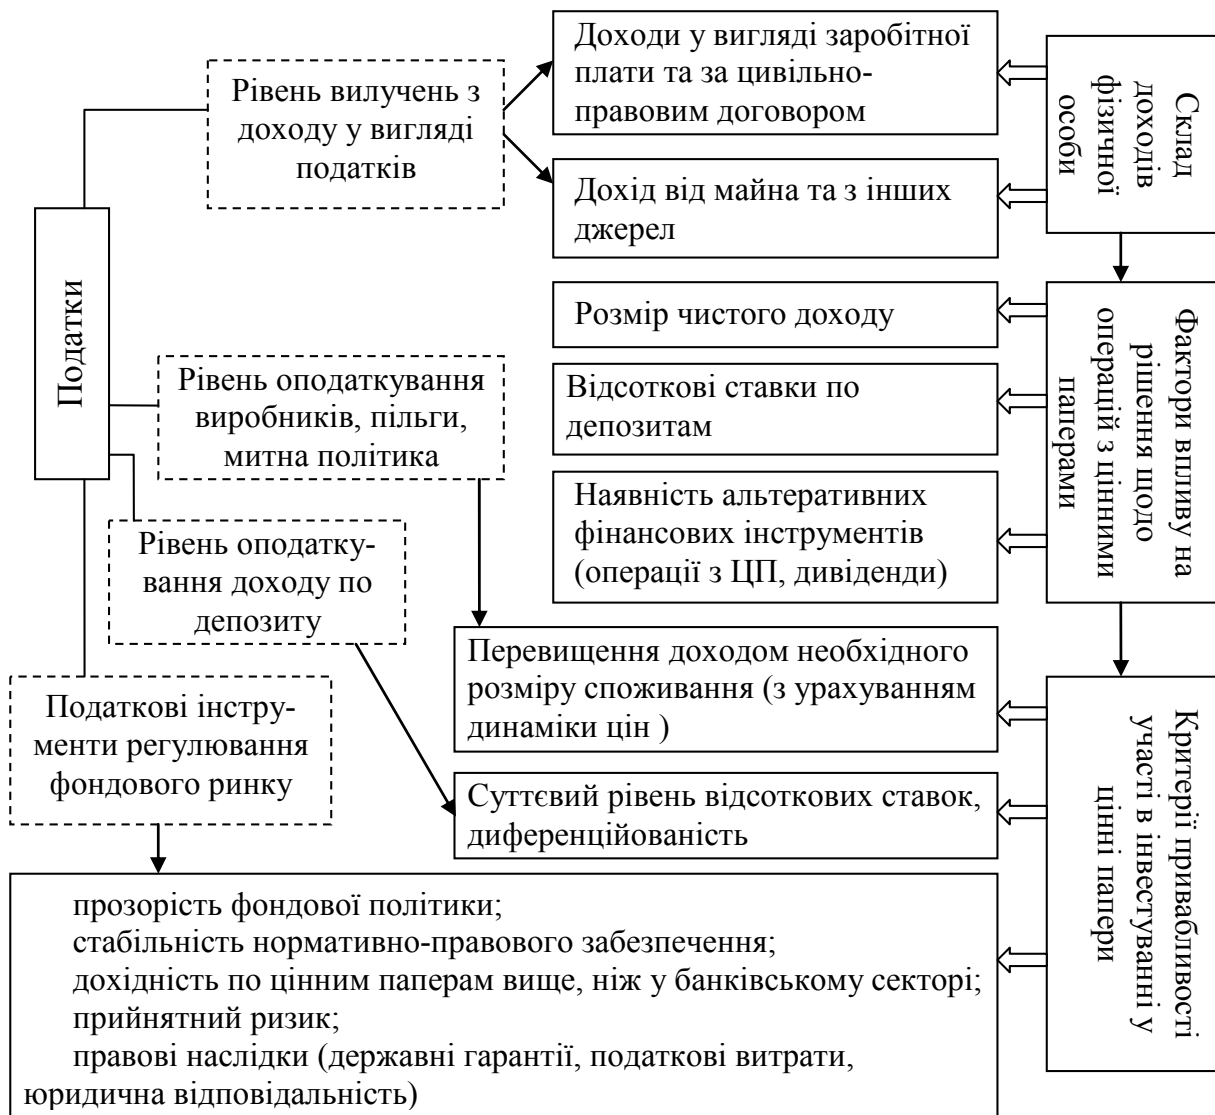 Доходи у вигляді заробітної
плати та за цивільно-
правовим договором
Рівень вилучень з
доходу у вигляді
податків
Склад
доходів
фізичної
особи
Дохід від майна та з інших
джерел
Податки
Розмір чистого доходу
Фактори впливу на
рішення щодо
операцій з цінними
паперами
Рівень оподаткування
виробників, пільги,
митна політика
Відсоткові ставки по
депозитам
Наявність альтеративних
фінансових інструментів
(операції з ЦП, дивіденди)
Рівень оподатку-
вання доходу по
депозиту
Перевищення доходом необхідного
розміру споживання (з урахуванням
динаміки цін )
Податкові інстру-
менти регулювання
фондового ринку
Критерії привабливості
участі в інвестуванні у
цінні папери
Суттєвий рівень відсоткових ставок,
диференційованість
прозорість фондової політики;
стабільність нормативно-правового забезпечення;
дохідність по цінним паперам вище, ніж у банківському секторі;
прийнятний ризик;
правові наслідки (державні гарантії, податкові витрати,
юридична відповідальність)